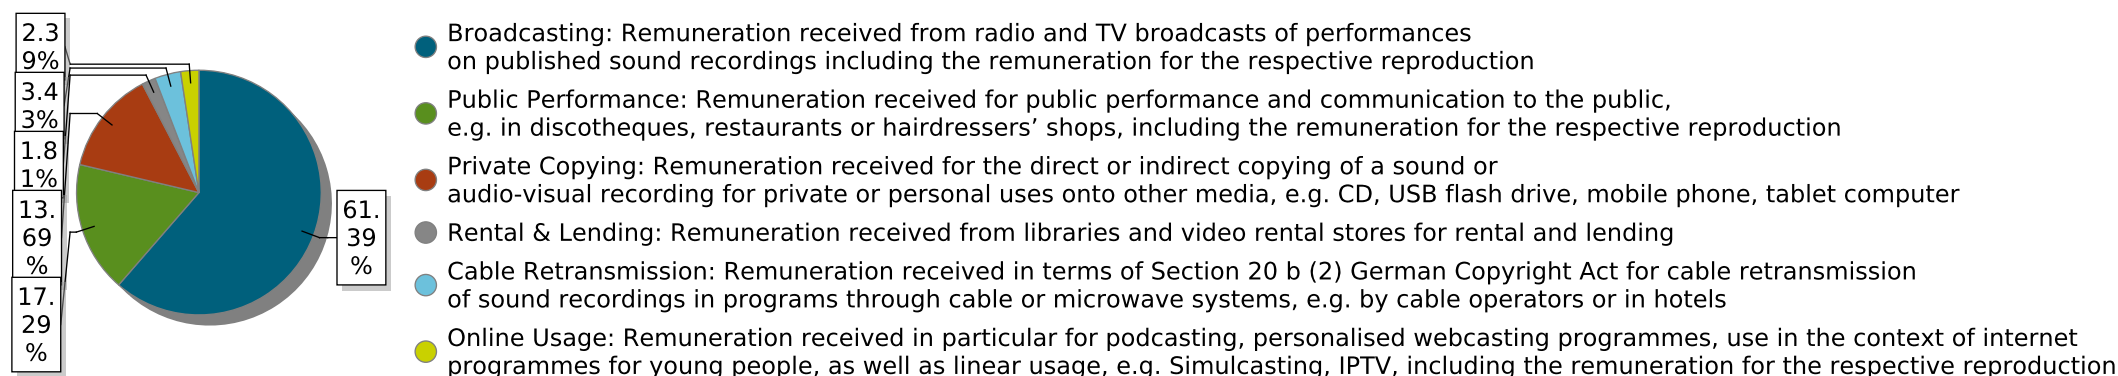 2.3
9%
3.4
3%
1.8
1%
13.
69
%
17.
29
%
61.
39
%
Broadcasting: Remuneration received from radio and TV broadcasts of performances
on published sound recordings including the remuneration for the respective reproduction
Public Performance: Remuneration received for public performance and communication to the public,
e.g. in discotheques, restaurants or hairdressers’ shops, including the remuneration for the respective reproduction
Private Copying: Remuneration received for the direct or indirect copying of a sound or
audio-visual recording for private or personal uses onto other media, e.g. CD, USB flash drive, mobile phone, tablet computer
Rental & Lending: Remuneration received from libraries and video rental stores for rental and lending
Cable Retransmission: Remuneration received in terms of Section 20 b (2) German Copyright Act for cable retransmission
of sound recordings in programs through cable or microwave systems, e.g. by cable operators or in hotels
Online Usage: Remuneration received in particular for podcasting, personalised webcasting programmes, use in the context of internet
programmes for young people, as well as linear usage, e.g. Simulcasting, IPTV, including the remuneration for the respective reproduction